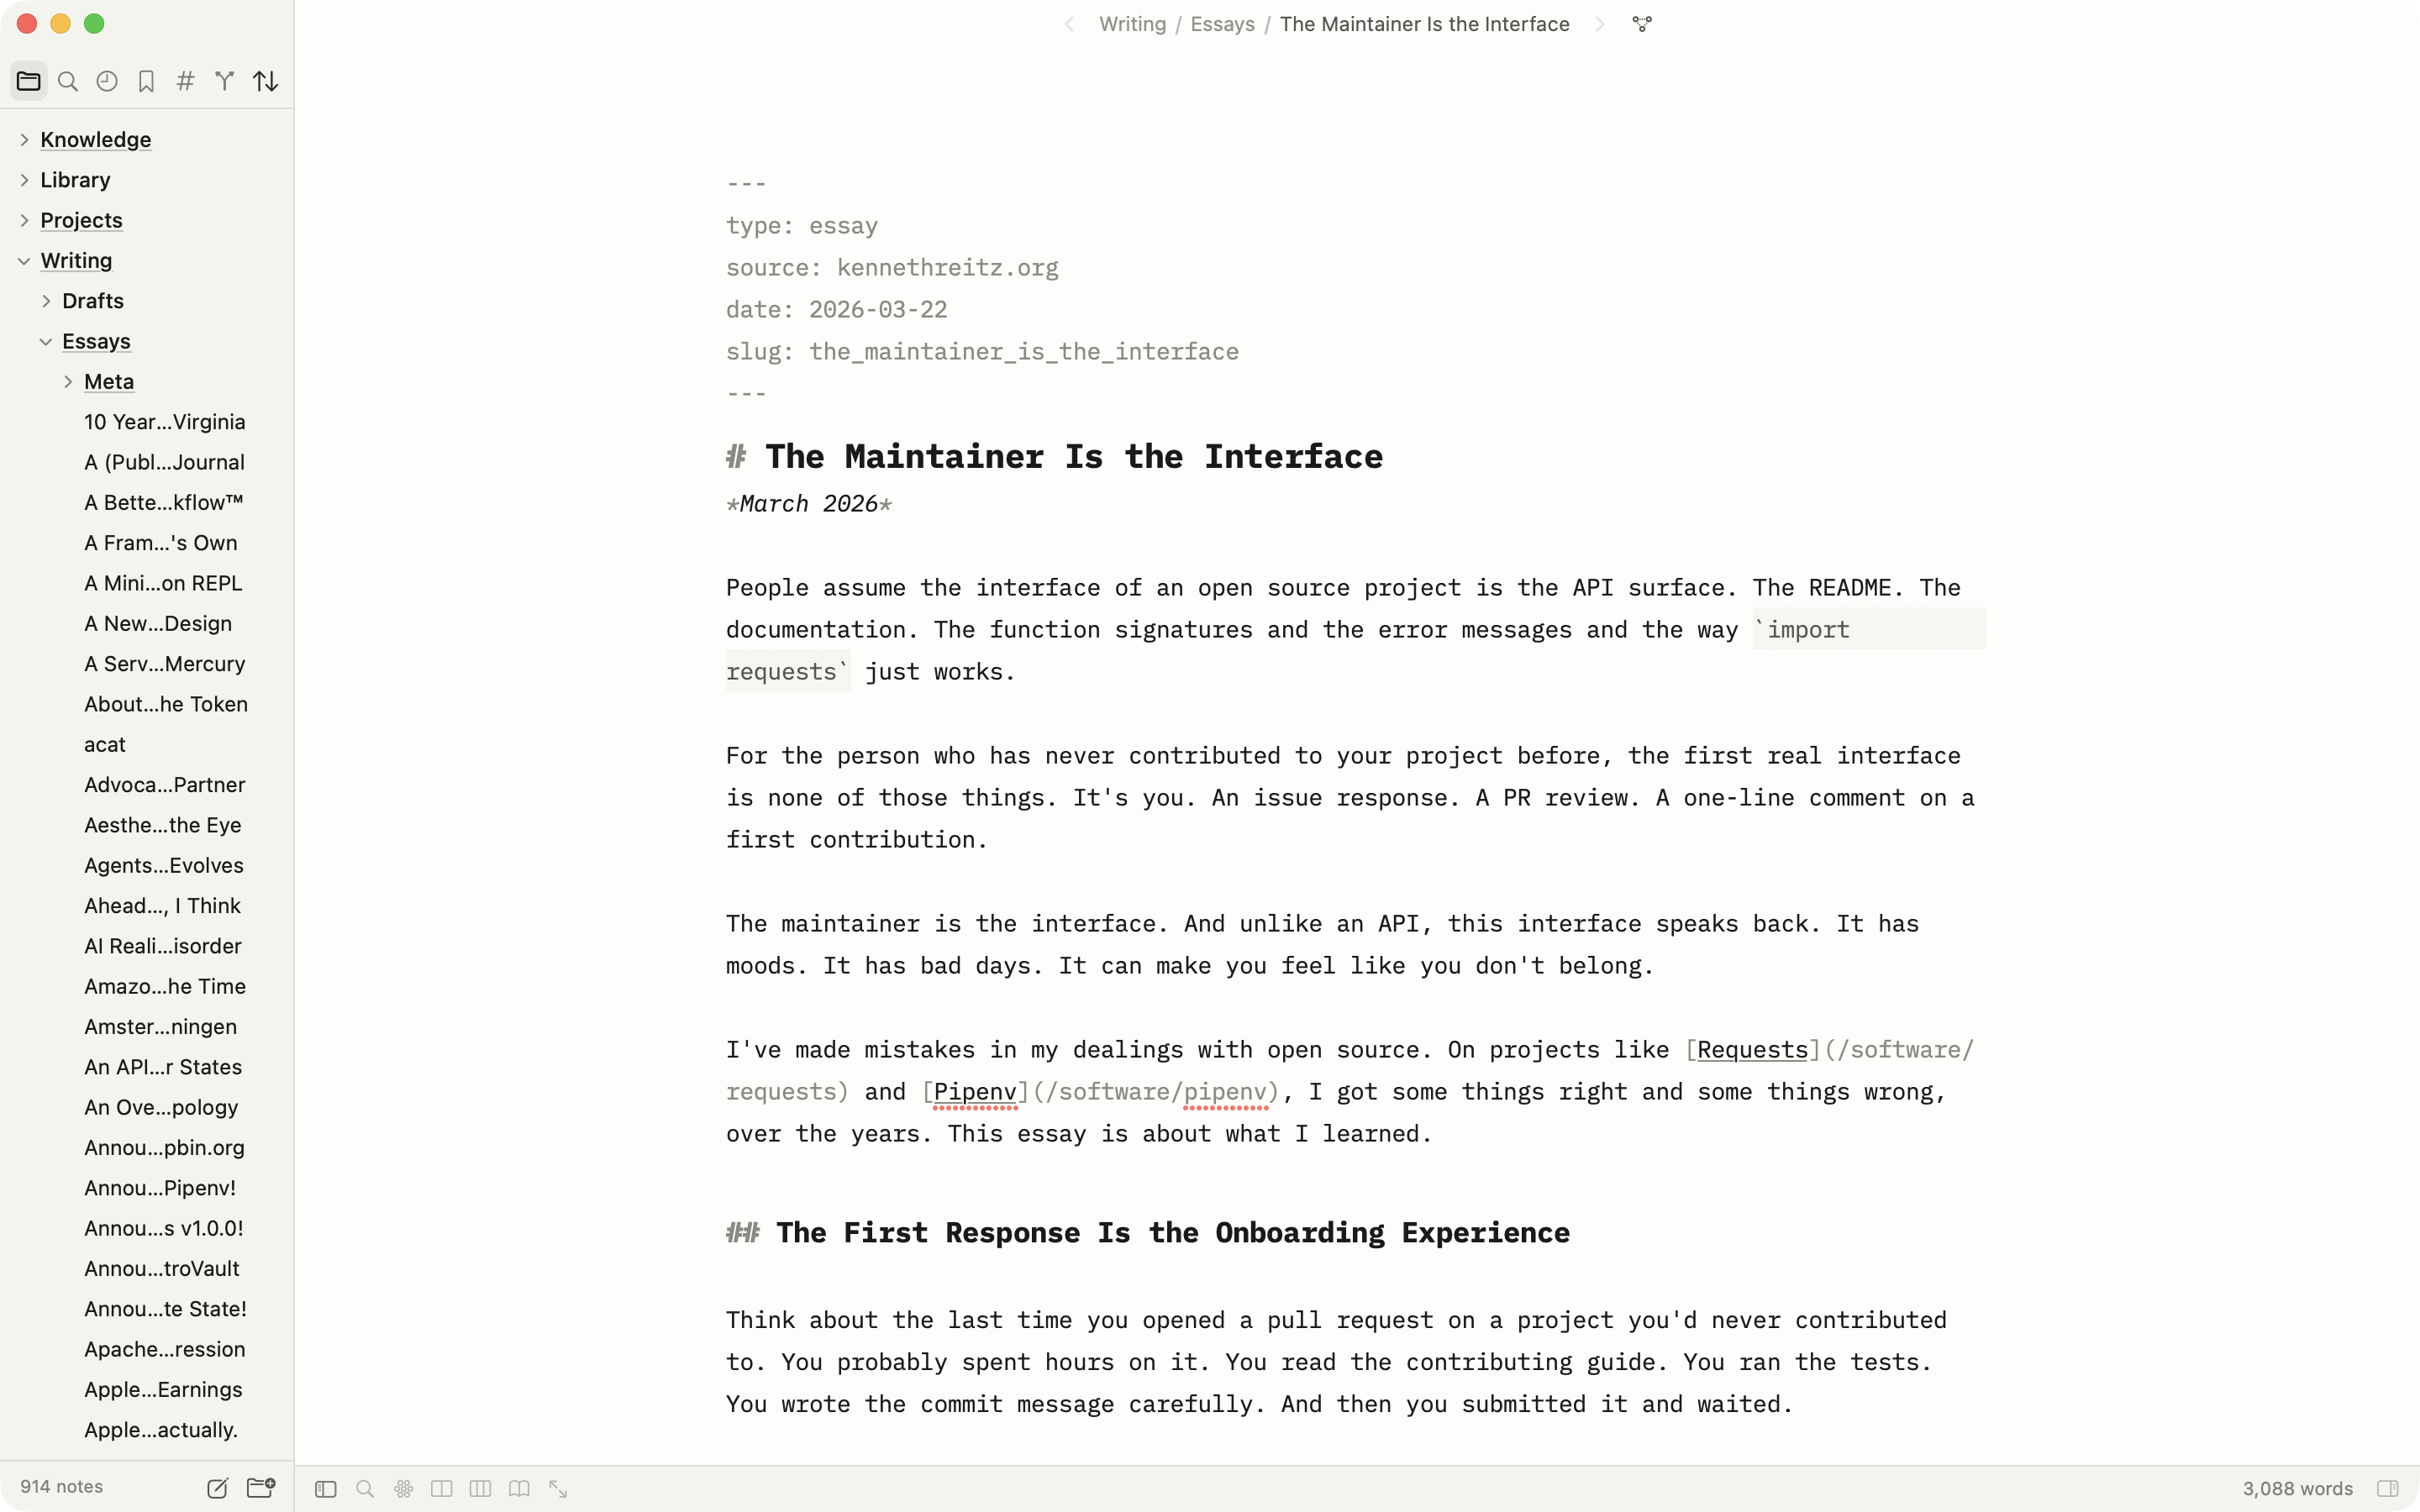 Writing / Essays / The Maintainer Is the Interface
Knowledge
Library
Projects
Writing
Drafts
Essays
Meta
10 Year...Virginia
A (Publ...Journal
A Bette...kflow™
A Fram...'s Own
A Mini...on REPL
A New...Design
A Serv...Mercury
About...he Token
acat
Advoca...Partner
Aesthe...the Eye
Agents...Evolves
Ahead..., I Think
AI Reali...isorder
Amazo...he Time
Amster...ningen
An API...r States
An Ove...pology
Annou...pbin.org
Annou...Pipenv!
Annou...s v1.0.0!
Annou...troVault
Annou...te State!
Apache...ression
Apple...Earnings
Apple...actually.
914 notes
---
type: essay
source: kennethreitz.org
date: 2026-03-22
slug: the_maintainer_is_the_interface
---
# The Maintainer Is the Interface
*March 2026*
People assume the interface of an open source project is the API surface. The README. The
documentation. The function signatures and the error messages and the way `import
requests` just works.
For the person who has never contributed to your project before, the first real interface
is none of those things. It's you. An issue response. A PR review. A one-line comment on a
first contribution.
The maintainer is the interface. And unlike an API, this interface speaks back. It has
moods. It has bad days. It can make you feel like you don't belong.
I've made mistakes in my dealings with open source. On projects like [Requests](/software/
requests) and [Pipenv](/software/pipenv), I got some things right and some things wrong,
over the years. This essay is about what I learned.
## The First Response Is the Onboarding Experience
Think about the last time you opened a pull request on a project you'd never contributed
to. You probably spent hours on it. You read the contributing guide. You ran the tests.
You wrote the commit message carefully. And then you submitted it and waited.
3,088 words